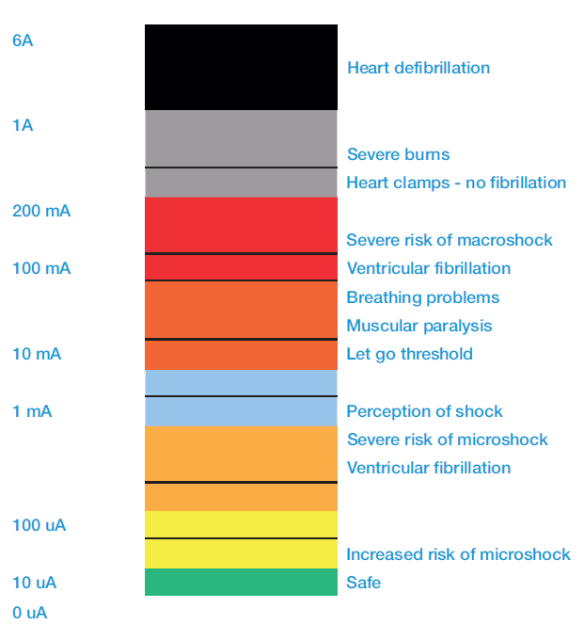 6A
Heart defibrillation
1A
Severe burns
Heart clamps - no fibrillation
200 mA
Severe risk of macroshock
100 mA Ventricular fibrillation
Breathing problems
Muscular paralysis
10 mA Let go threshold
1 mA Perception of shock
Severe risk of microshock
Ventricular fibrillation
100 uA
Increased risk of microshock
10 uA Safe
0 uA